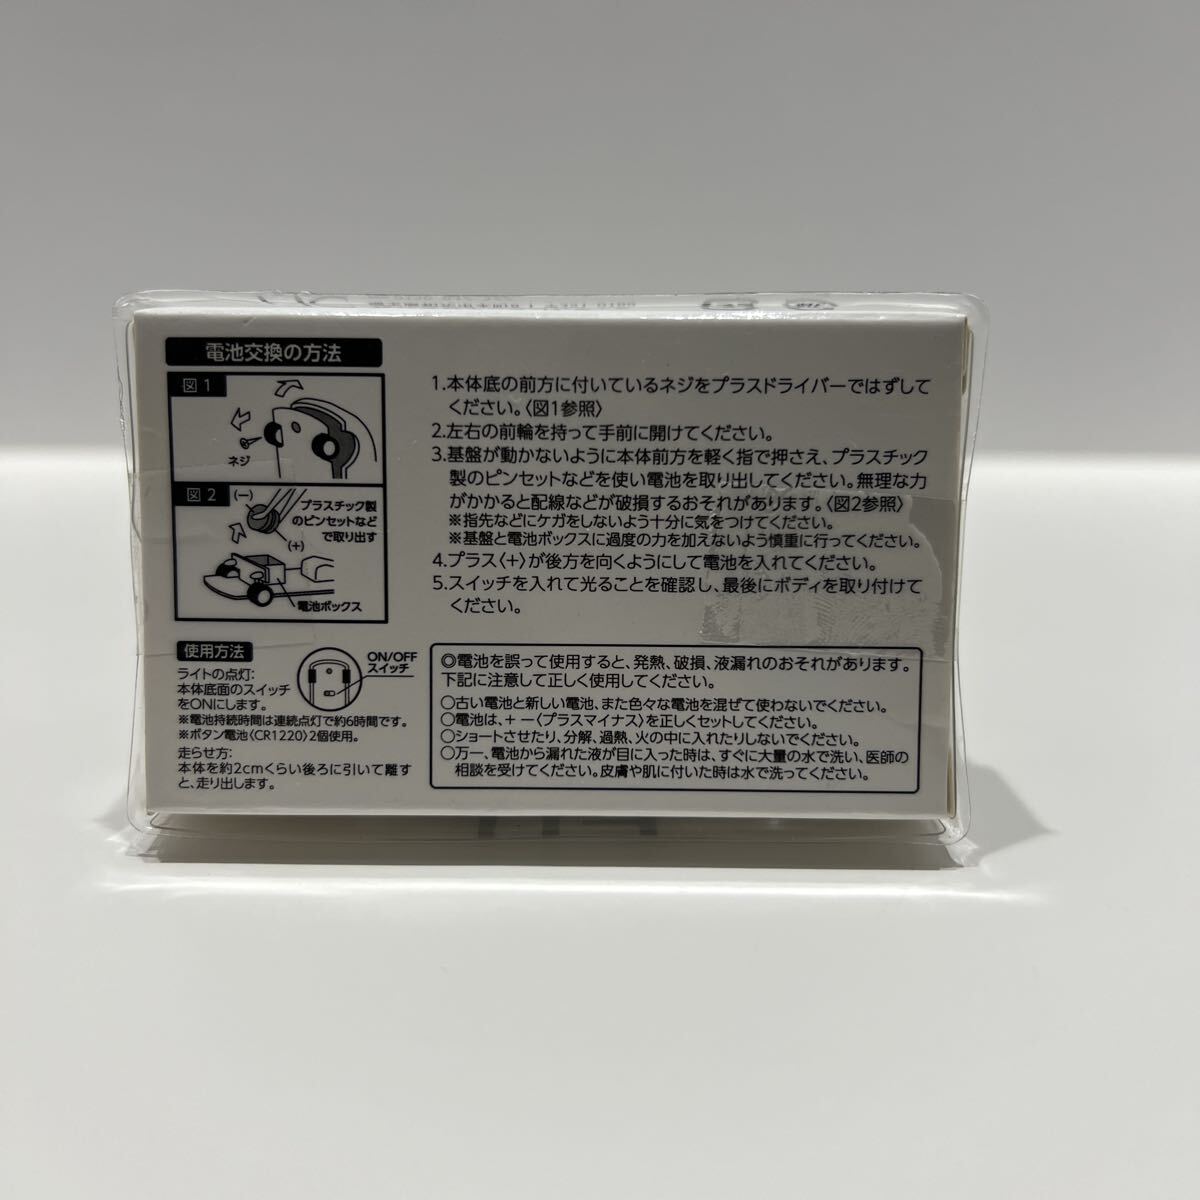 電池交換の方法
図1
ネジ
図2
(−)
プラスチック製
のピンセットなど
で取り出す
(+)
電池ボックス
1.本体底の前方に付いているネジをプラスドライバーではずして
ください。〈図1参照〉
2.左右の前輪を持って手前に開けてください。
3.基盤が動かないように本体前方を軽く指で押さえ、プラスチック
製のピンセットなどを使い電池を取り出してください。無理な力
がかかると配線などが破損するおそれがあります。〈図2参照〉
※指先などにケガをしないよう十分に気をつけてください。
※基盤と電池ボックスに過度の力を加えないよう慎重に行ってください。
4.プラス〈+〉が後方を向くようにして電池を入れてください。
5.スイッチを入れて光ることを確認し、最後にボディを取り付けて
ください。
使用方法
ライトの点灯:
本体底面のスイッチ
をONにします。
ON/OFF
スイッチ
※電池持続時間は連続点灯で約6時間です。
※ボタン電池〈CR1220〉2個使用。
走らせ方:
本体を約2cmくらい後ろに引いて離す
と、走り出します。
◎電池を誤って使用すると、発熱、破損、液漏れのおそれがあります。
下記に注意して正しく使用してください。
○古い電池と新しい電池、また色々な電池を混ぜて使わないでください。
○電池は、+−〈プラスマイナス〉を正しくセットしてください。
○ショートさせたり、分解、過熱、火の中に入れたりしないでください。
○万一、電池から漏れた液が目に入った時は、すぐに大量の水で洗い、医師の
相談を受けてください。皮膚や肌に付いた時は水で洗ってください。